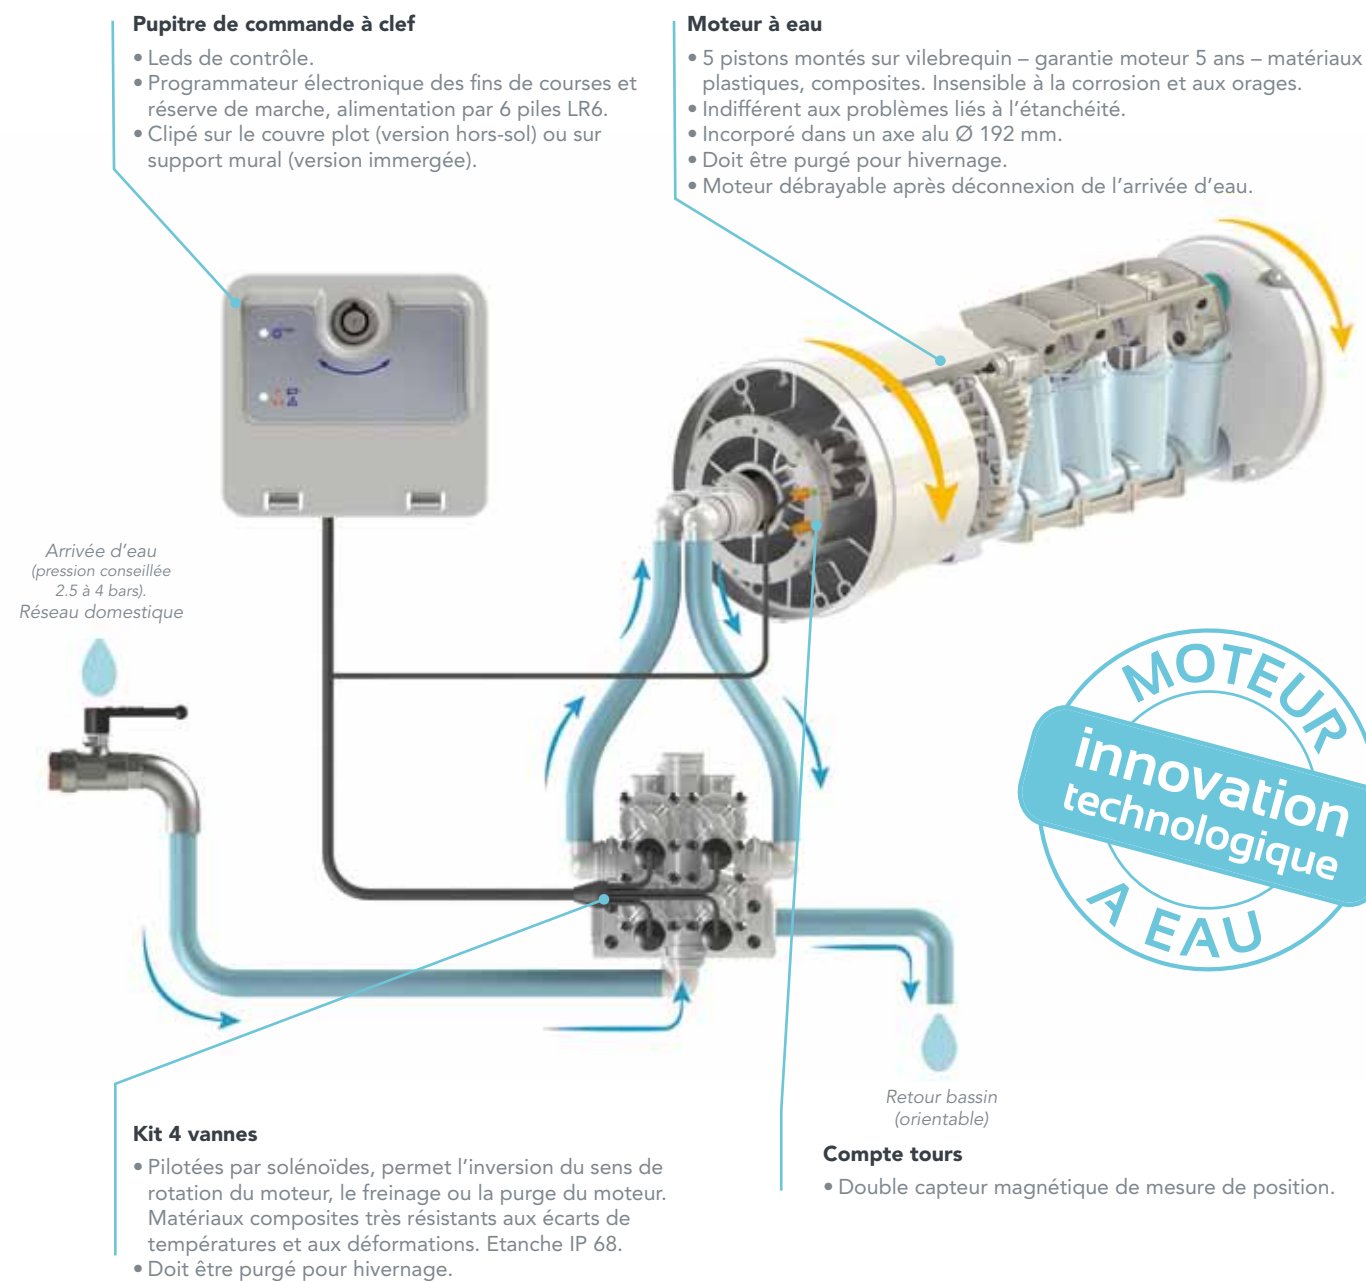 Pupitre de commande à clef
• Leds de contrôle.
• Programmateur électronique des fins de courses et
réserve de marche, alimentation par 6 piles LR6.
• Clipé sur le couvre plot (version hors-sol) ou sur
support mural (version immergée).
Moteur à eau
• 5 pistons montés sur vilebrequin – garantie moteur 5 ans – matériaux
plastiques, composites. Insensible à la corrosion et aux orages.
• Indifférent aux problèmes liés à l’étanchéité.
• Incorporé dans un axe alu Ø 192 mm.
• Doit être purgé pour hivernage.
• Moteur débrayable après déconnexion de l’arrivée d’eau.
Arrivée d’eau
(pression conseillée
2.5 à 4 bars).
Réseau domestique
MOTEUR
innovation
technologique
A EAU
Retour bassin
(orientable)
Kit 4 vannes
• Pilotées par solénoïdes, permet l’inversion du sens de
rotation du moteur, le freinage ou la purge du moteur.
Matériaux composites très résistants aux écarts de
températures et aux déformations. Etanche IP 68.
• Doit être purgé pour hivernage.
Compte tours
• Double capteur magnétique de mesure de position.